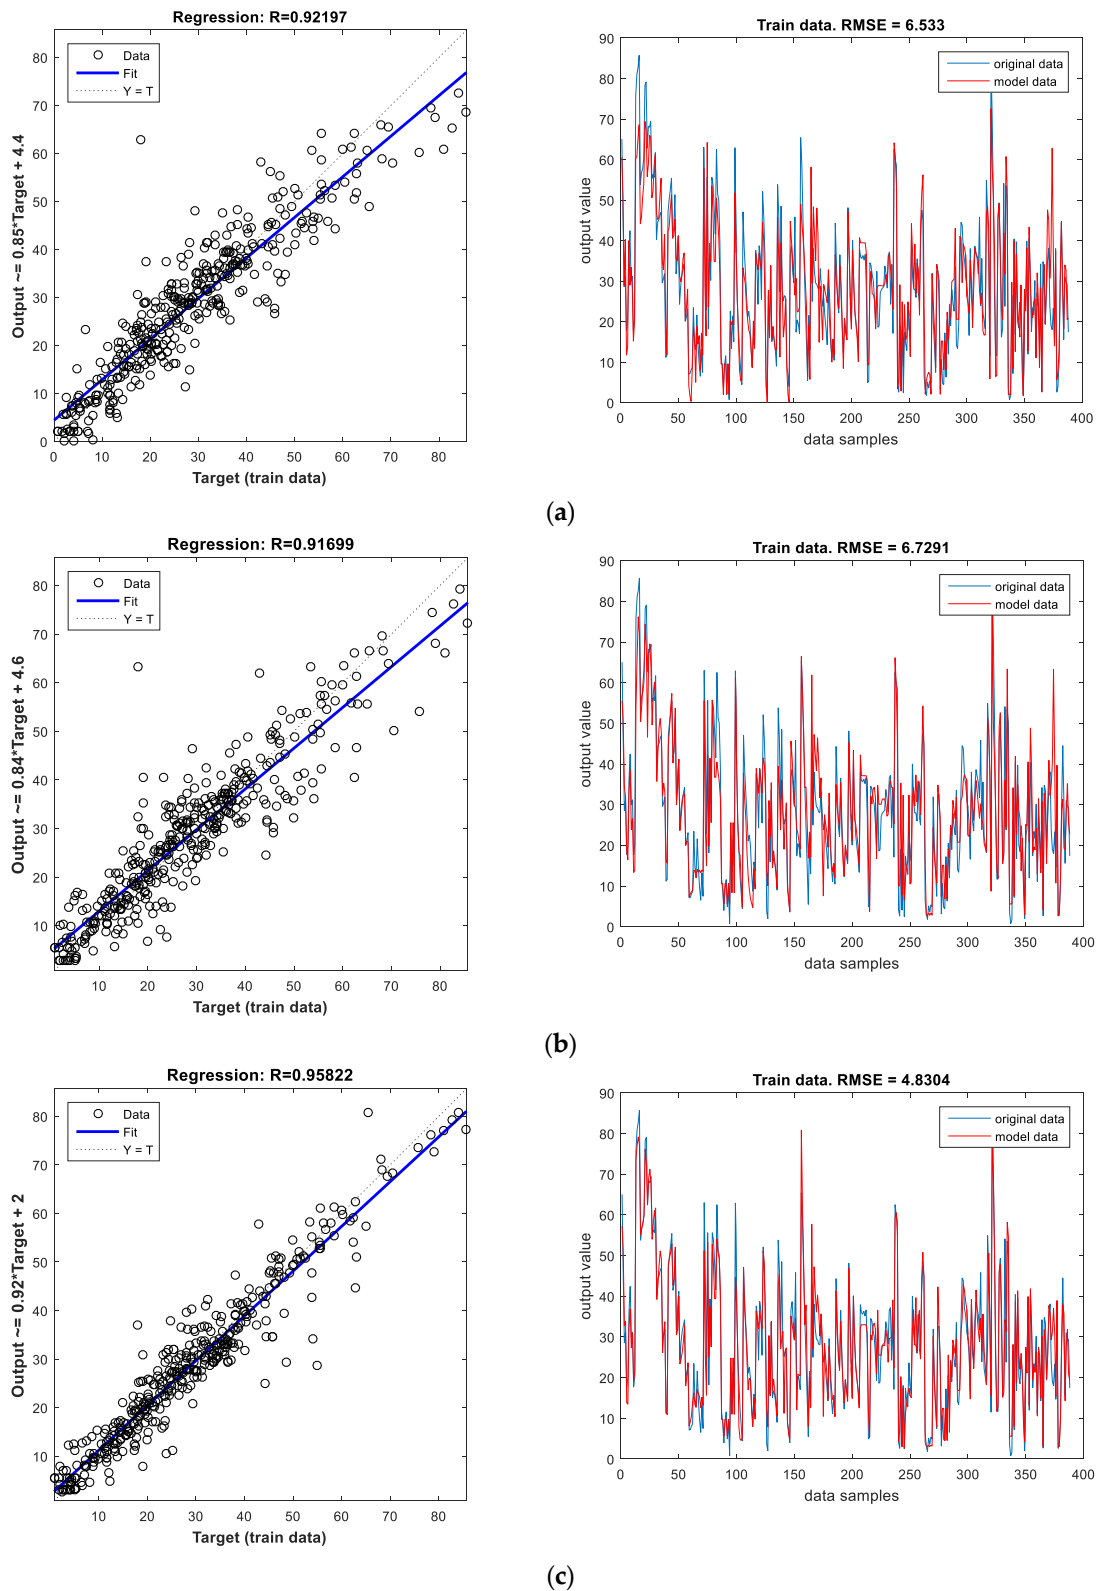 Regression: R=0.92197
Data
Fit
Y = T
Output ~= 0.85*Target + 4.4
80
70
60
50
40
30
20
10
0
0 10 20 30 40 50 60 70 80
Target (train data)
Train data. RMSE = 6.533
original data
model data
output value
90
80
70
60
50
40
30
20
10
0
0 50 100 150 200 250 300 350 400
data samples
(a)
Regression: R=0.91699
Data
Fit
Y = T
Output ~= 0.84*Target + 4.6
80
70
60
50
40
30
20
10
10 20 30 40 50 60 70 80
Target (train data)
Train data. RMSE = 6.7291
original data
model data
output value
90
80
70
60
50
40
30
20
10
0
0 50 100 150 200 250 300 350 400
data samples
(b)
Regression: R=0.95822
Data
Fit
Y = T
Output ~= 0.92*Target + 2
80
70
60
50
40
30
20
10
10 20 30 40 50 60 70 80
Target (train data)
Train data. RMSE = 4.8304
original data
model data
output value
90
80
70
60
50
40
30
20
10
0
0 50 100 150 200 250 300 350 400
data samples
(c)